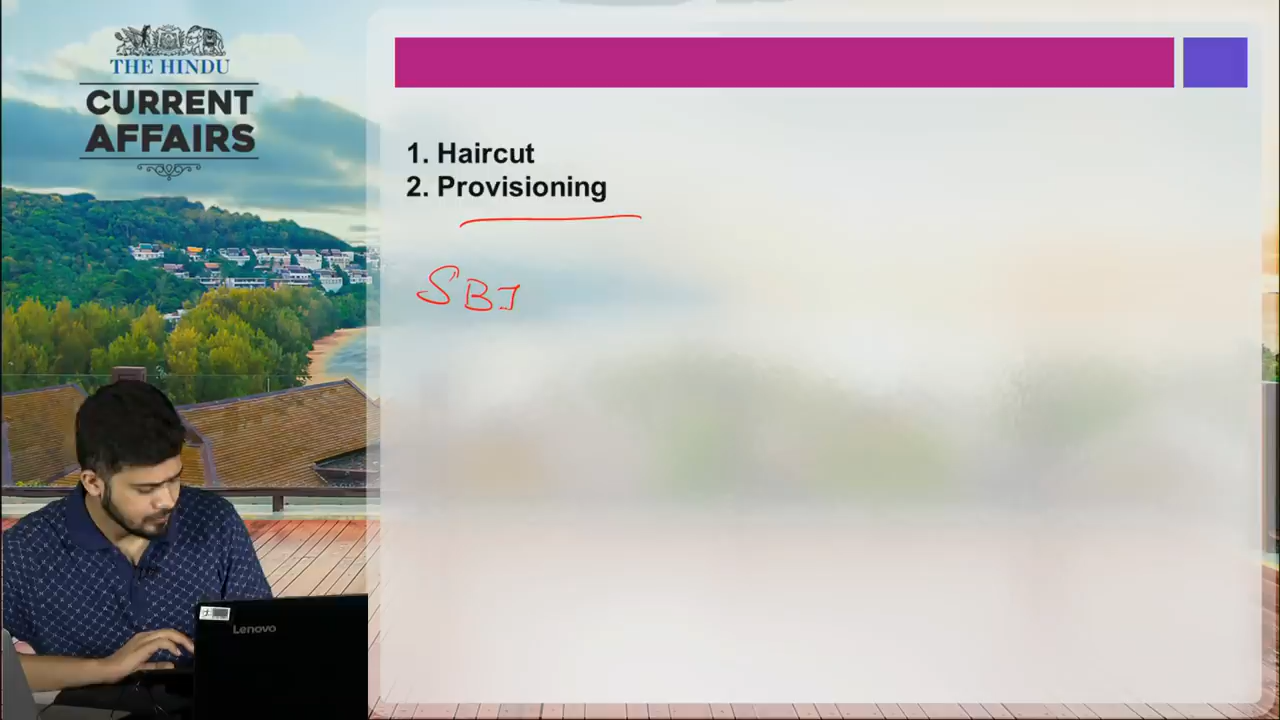 THE HINDU
CURRENT
AFFAIRS
1. Haircut
2. Provisioning
SBI
Lenovo